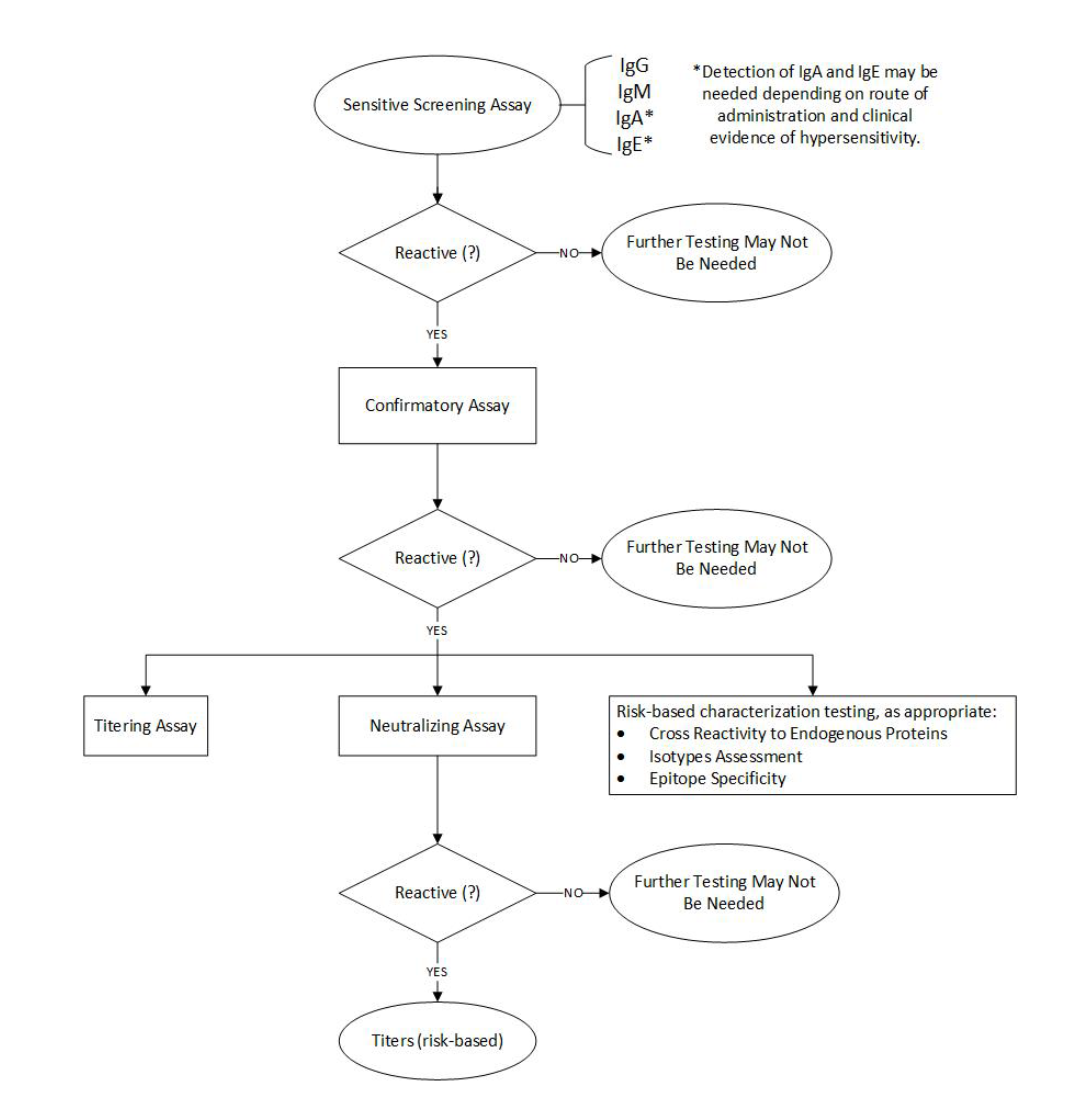 Sensitive Screening Assay
IgG
IgM
IgA*
IgE*
*Detection of IgA and IgE may be
needed depending on route of
administration and clinical
evidence of hypersensitivity.
Reactive (?)
NO
Further Testing May Not
Be Needed
YES
Confirmatory Assay
Reactive (?)
NO
Further Testing May Not
Be Needed
YES
Titering Assay
Neutralizing Assay
Risk-based characterization testing, as appropriate:
• Cross Reactivity to Endogenous Proteins
• Isotypes Assessment
• Epitope Specificity
Reactive (?)
NO
Further Testing May Not
Be Needed
YES
Titers (risk-based)